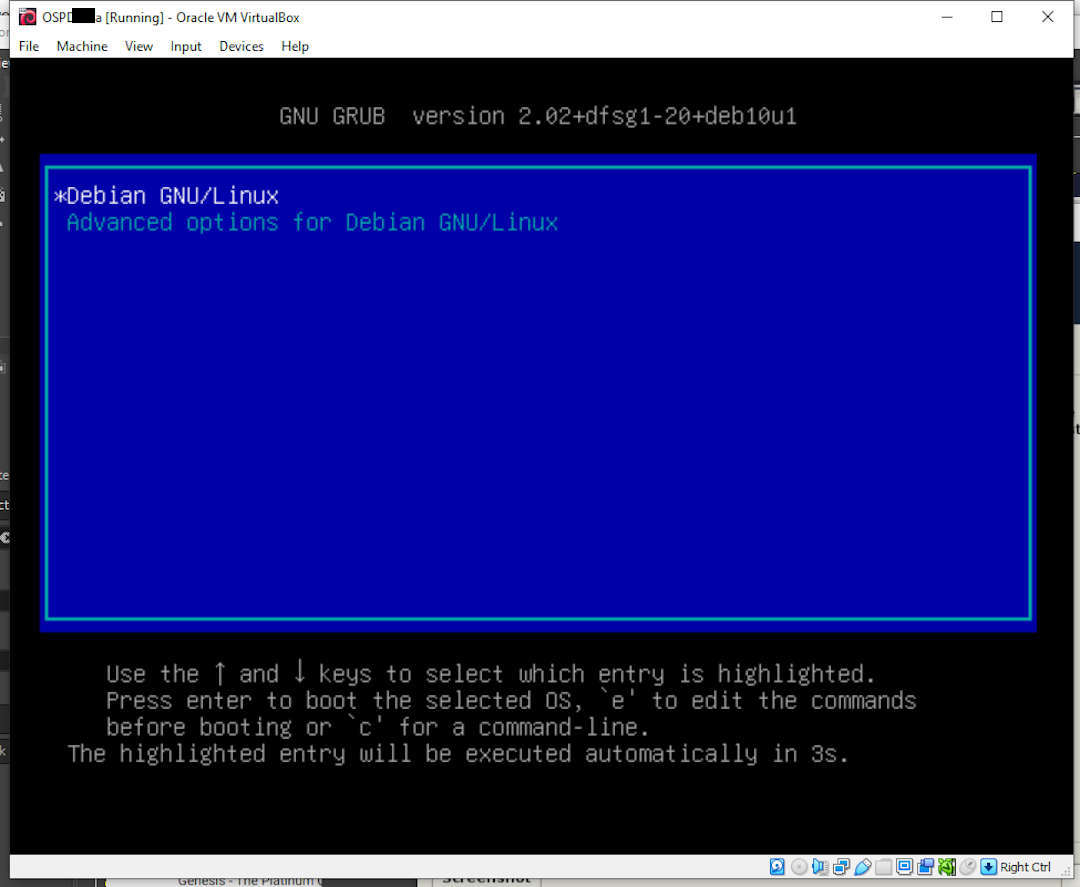 OSPD a [Running] - Oracle VM VirtualBox
File Machine View Input Devices Help
GNU GRUB version 2.02+dfsg1-20+deb10u1
*Debian GNU/Linux
Advanced options for Debian GNU/Linux
Use the ↑ and ↓ keys to select which entry is highlighted.
Press enter to boot the selected OS, `e' to edit the commands
before booting or `c' for a command-line.
The highlighted entry will be executed automatically in 3s.
Right Ctrl
Genesis - The Platinum
Screenshot